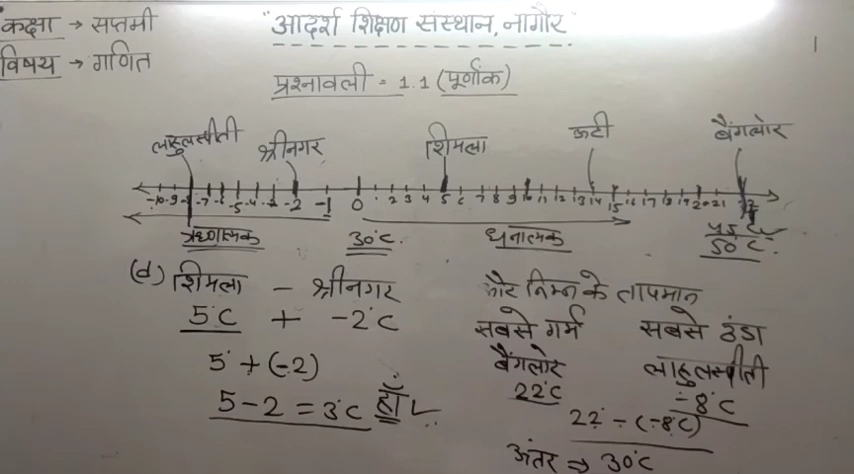 कक्षा → सप्तमी
"आदर्श शिक्षण संस्थान, नागौर"
विषय → गणित
प्रश्नावली - 1.1 (पूर्णांक)
लाहुलस्पीती श्रीनगर शिमला ऊटी बैंगलोर
-10 -9 -8 -7 -6 -5 -4 -3 -2 -1 0 1 2 3 4 5 6 7 8 9 10 11 12 13 14 15 16 17 18 19 20 21 22
ऋणात्मक 30°C. धनात्मक 50°C.
(d) शिमला - श्रीनगर और निम्न के तापमान
5°C + -2°C सबसे गर्म सबसे ठंडा
5 + (-2) बैंगलोर लाहुलस्पीती
22°C -8°C
5-2 = 3°C हाँ
22 - (-8°C)
अंतर ⇒ 30°C